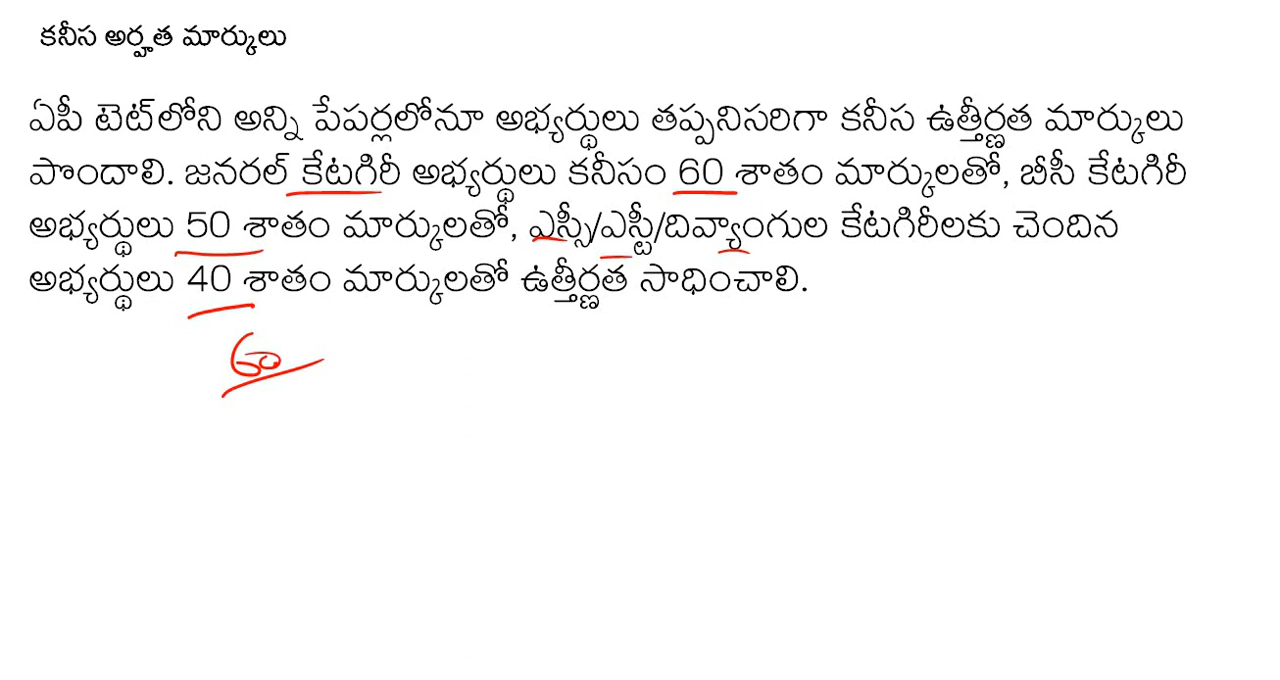 కనీస అర్హత మార్కులు
ఏపీ టెట్‌లోని అన్ని పేపర్లలోనూ అభ్యర్థులు తప్పనిసరిగా కనీస ఉత్తీర్ణత మార్కులు
పొందాలి. జనరల్ కేటగిరీ అభ్యర్థులు కనీసం 60 శాతం మార్కులతో, బీసీ కేటగిరీ
అభ్యర్థులు 50 శాతం మార్కులతో, ఎస్సీ/ఎస్టీ/దివ్యాంగుల కేటగిరీలకు చెందిన
అభ్యర్థులు 40 శాతం మార్కులతో ఉత్తీర్ణత సాధించాలి.
60